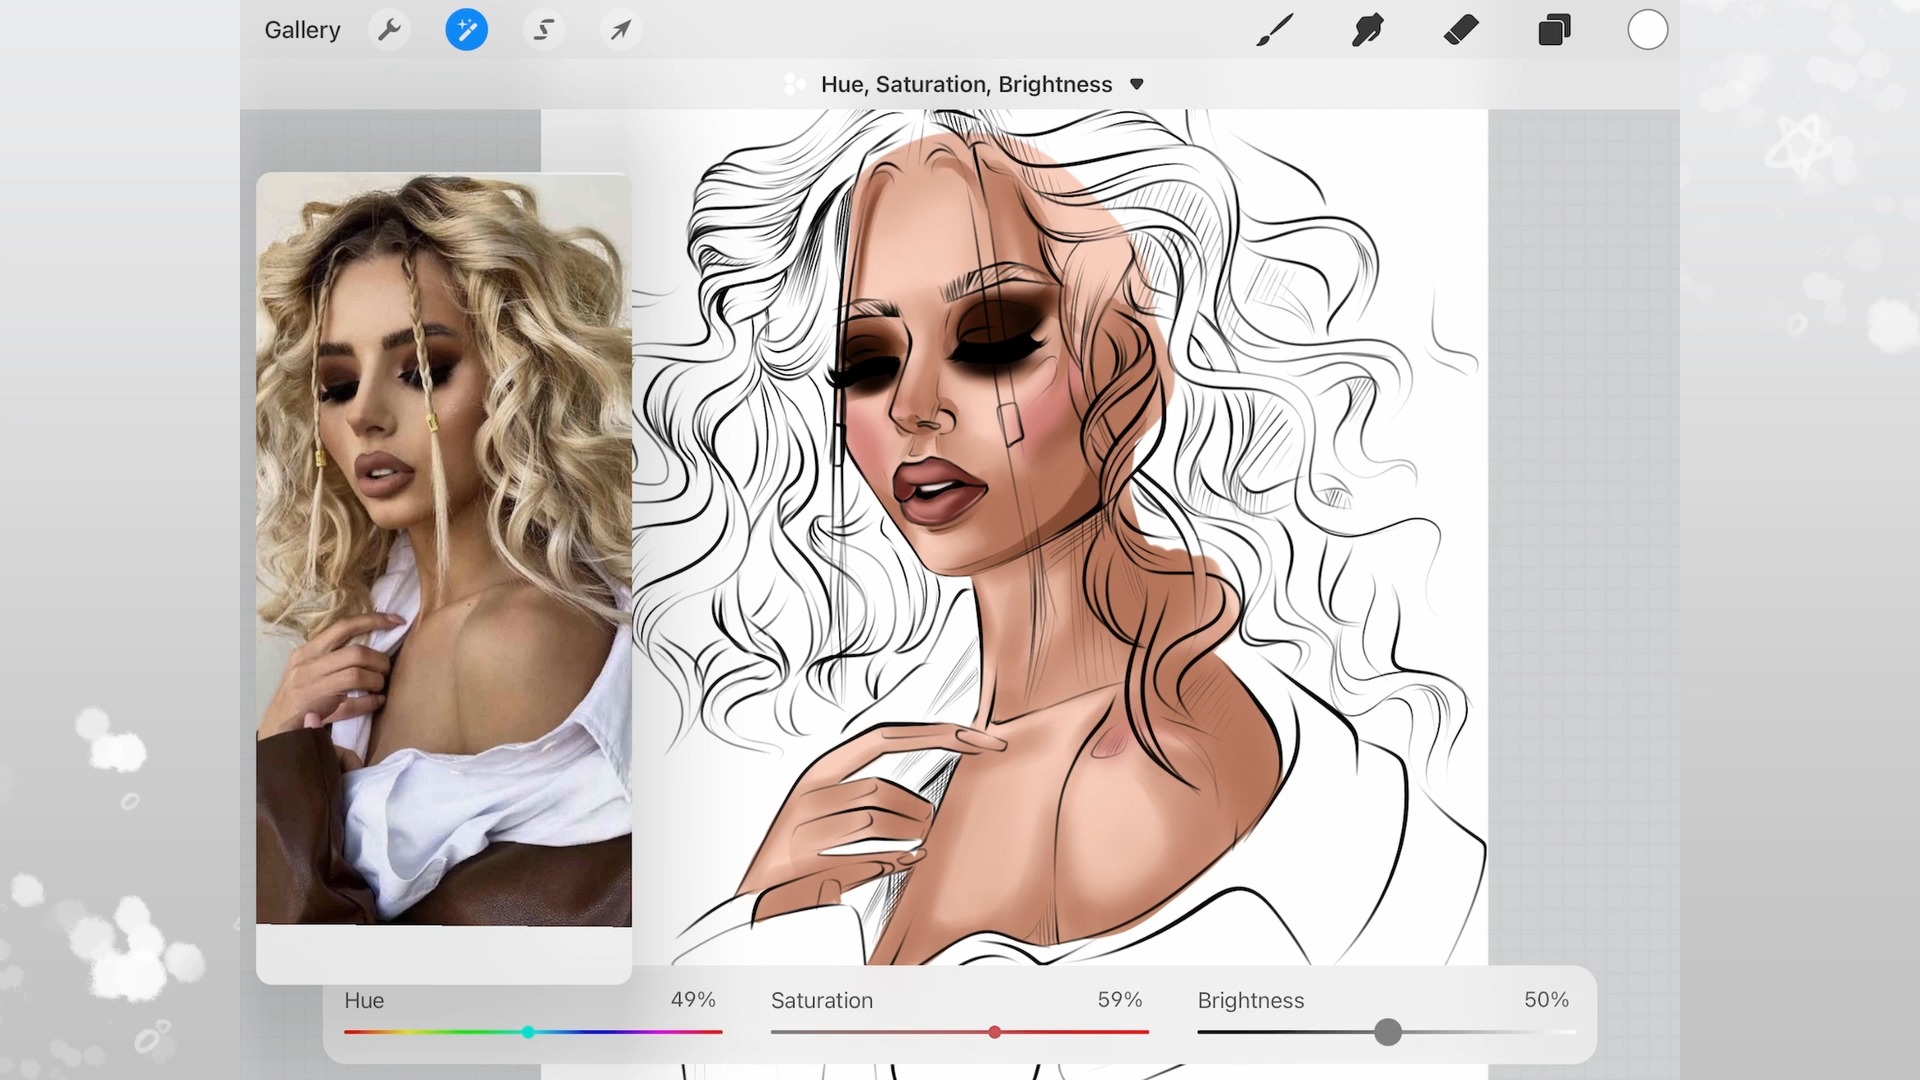 Gallery
Hue, Saturation, Brightness
Hue 49% Saturation 59% Brightness 50%